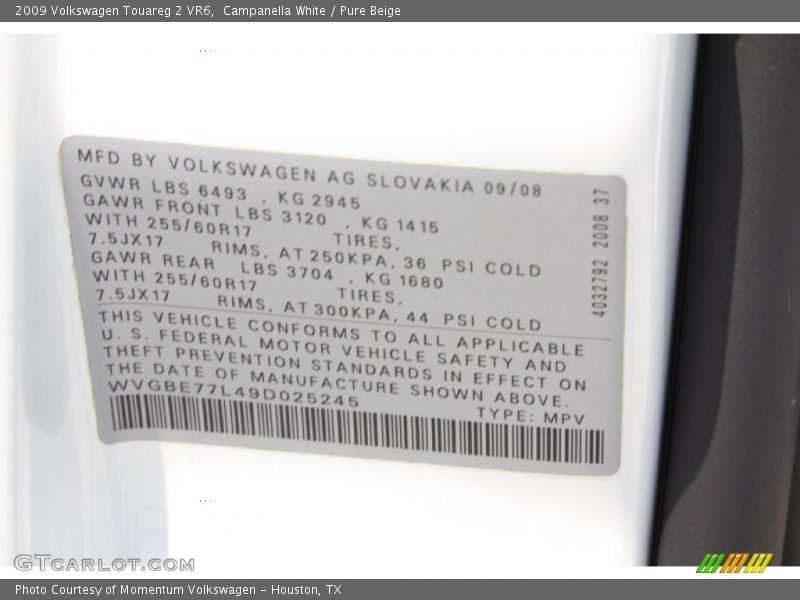 2009 Volkswagen Touareg 2 VR6,  Campanella White / Pure Beige
MFD BY VOLKSWAGEN AG SLOVAKIA 09/08
GVWR LBS 6493 , KG 2945
GAWR FRONT LBS 3120 , KG 1415
WITH 255/60R17 TIRES,
7.5JX17 RIMS, AT 250KPA, 36 PSI COLD
GAWR REAR LBS 3704 , KG 1680
WITH 255/60R17 TIRES,
7.5JX17 RIMS, AT 300KPA, 44 PSI COLD
THIS VEHICLE CONFORMS TO ALL APPLICABLE
U. S. FEDERAL MOTOR VEHICLE SAFETY AND
THEFT PREVENTION STANDARDS IN EFFECT ON
THE DATE OF MANUFACTURE SHOWN ABOVE.
WVGBE77L49D025245 TYPE: MPV
4032792 2008 37
GTCARLOT.COM
Photo Courtesy of Momentum Volkswagen - Houston, TX